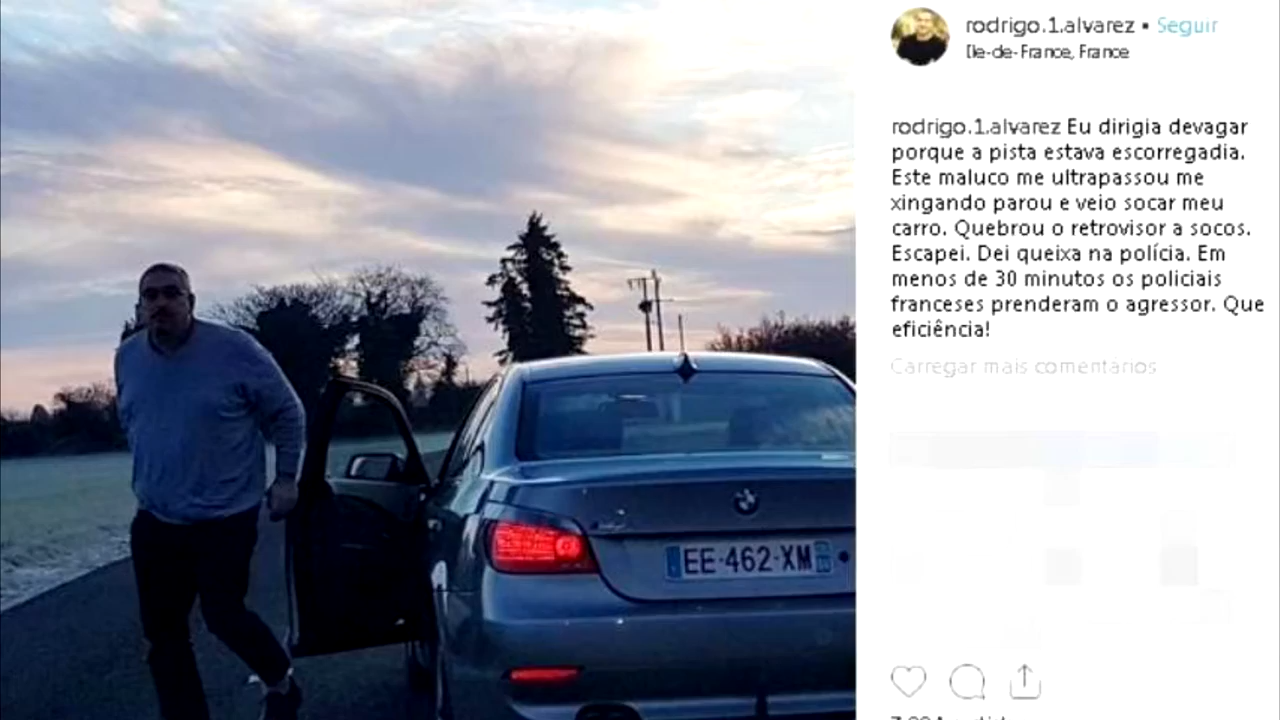 rodrigo.1.alvarez • Seguir
Ile-de-France, France
rodrigo.1.alvarez Eu dirigia devagar
porque a pista estava escorregadia.
Este maluco me ultrapassou me
xingando parou e veio socar meu
carro. Quebrou o retrovisor a socos.
Escapei. Dei queixa na polícia. Em
menos de 30 minutos os policiais
franceses prenderam o agressor. Que
eficiência!
Carregar mais comentários
EE-462-XM